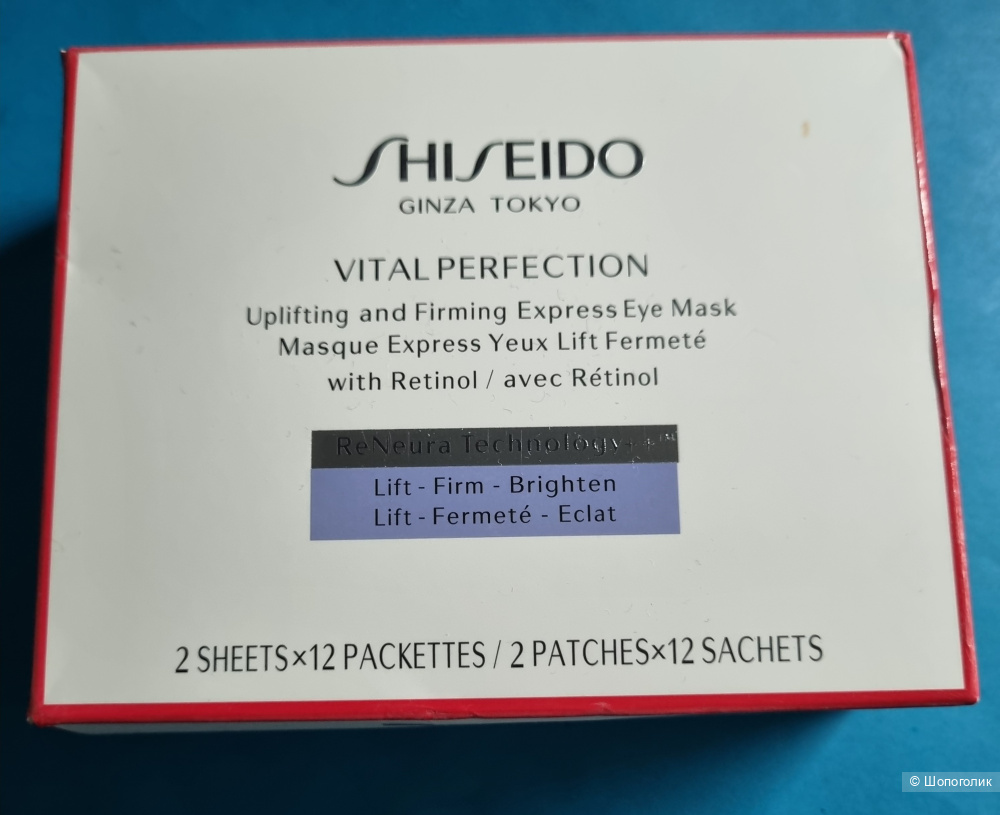 SHISEIDO
GINZA TOKYO
VITAL PERFECTION
Uplifting and Firming Express Eye Mask
Masque Express Yeux Lift Fermeté
with Retinol / avec Rétinol
ReNeura Technology++™
Lift - Firm - Brighten
Lift - Fermeté - Eclat
2 SHEETS×12 PACKETTES / 2 PATCHES×12 SACHETS
© Шопоголик